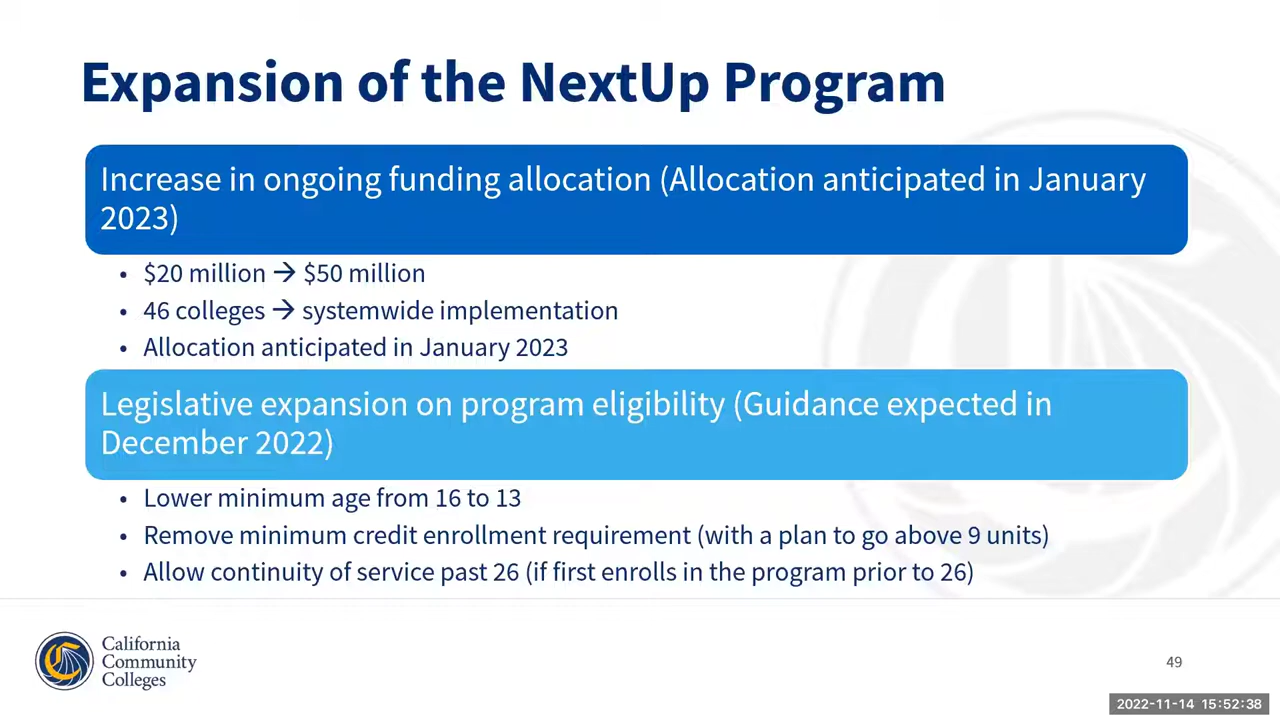 Expansion of the NextUp Program
Increase in ongoing funding allocation (Allocation anticipated in January
2023)
• $20 million → $50 million
• 46 colleges → systemwide implementation
• Allocation anticipated in January 2023
Legislative expansion on program eligibility (Guidance expected in
December 2022)
• Lower minimum age from 16 to 13
• Remove minimum credit enrollment requirement (with a plan to go above 9 units)
• Allow continuity of service past 26 (if first enrolls in the program prior to 26)
California
Community
Colleges
49
2022-11-14 15:52:38